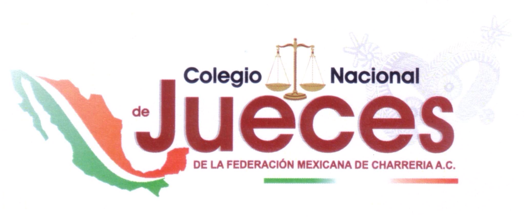 Colegio Nacional
de Jueces
DE LA FEDERACIÓN MEXICANA DE CHARRERIA A.C.